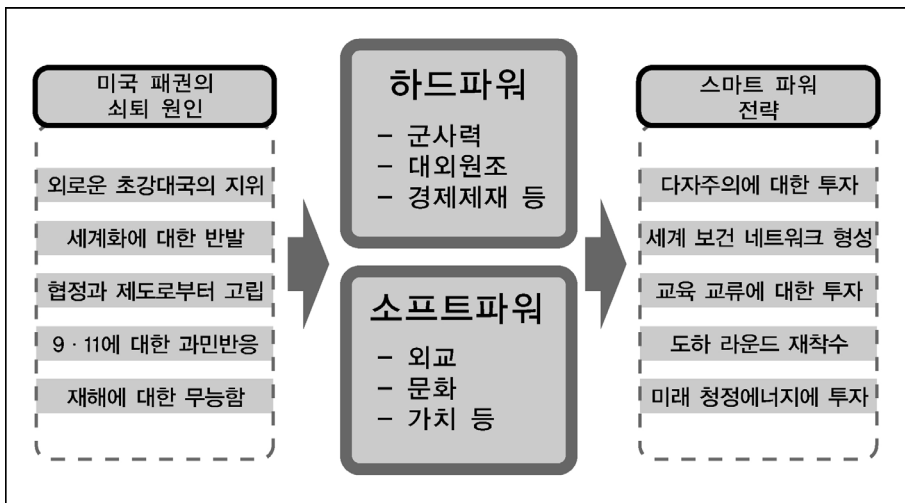 미국 패권의
쇠퇴 원인
외로운 초강대국의 지위
세계화에 대한 반발
협정과 제도로부터 고립
9·11에 대한 과민반응
재해에 대한 무능함
하드파워
– 군사력
– 대외원조
– 경제제재 등
소프트파워
– 외교
– 문화
– 가치 등
스마트 파워
전략
다자주의에 대한 투자
세계 보건 네트워크 형성
교육 교류에 대한 투자
도하 라운드 재착수
미래 청정에너지에 투자